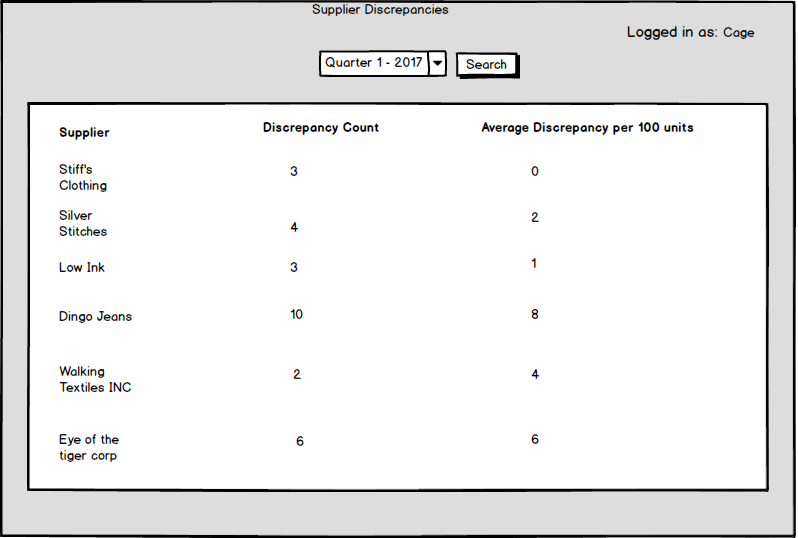 Supplier Discrepancies
Logged in as: Cage
Quarter 1 - 2017 Search
Supplier Discrepancy Count Average Discrepancy per 100 units
Stiff's
Clothing 3 0
Silver
Stitches 4 2
Low Ink 3 1
Dingo Jeans 10 8
Walking
Textiles INC 2 4
Eye of the
tiger corp 6 6